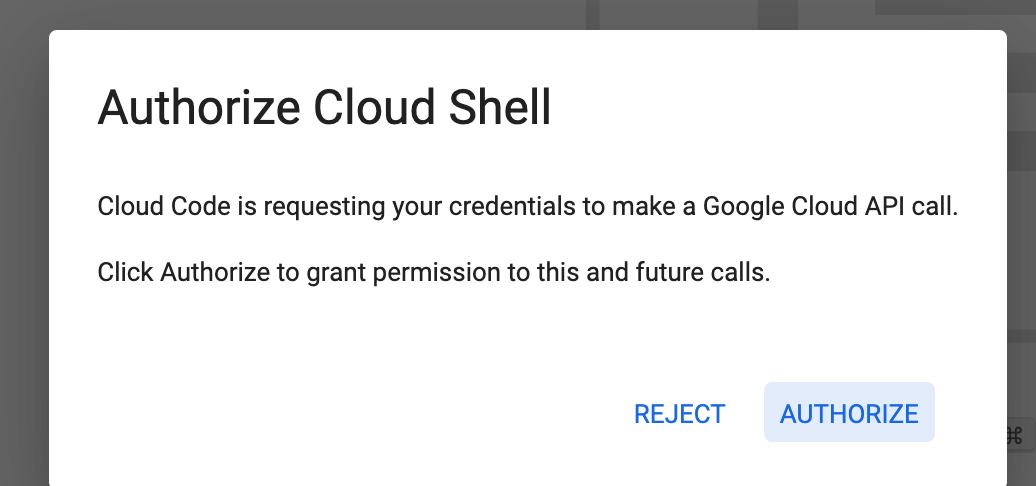 Authorize Cloud Shell
Cloud Code is requesting your credentials to make a Google Cloud API call.
Click Authorize to grant permission to this and future calls.
REJECT AUTHORIZE
⌘